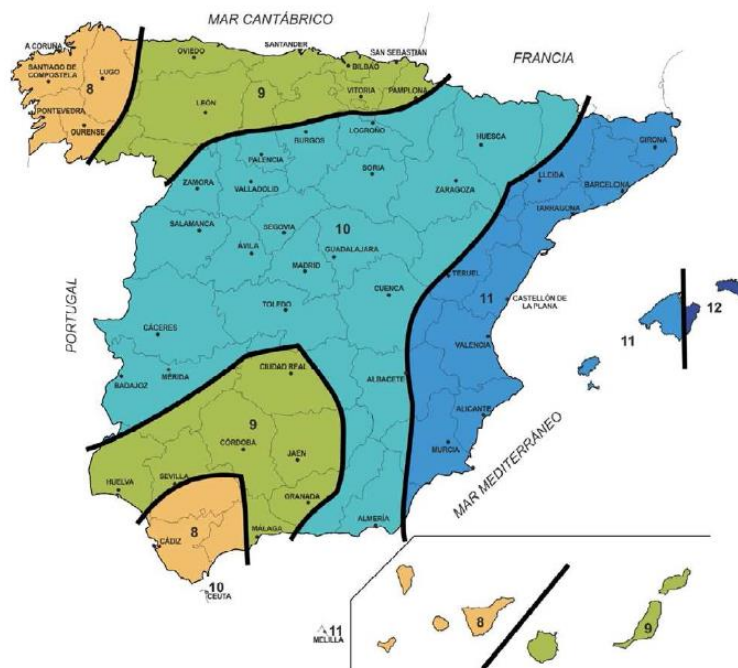 MAR CANTÁBRICO
A CORUÑA
SANTIAGO DE
COMPOSTELA
LUGO
8
PONTEVEDRA
OURENSE
OVIEDO
SANTANDER
BILBAO
SAN SEBASTIÁN
FRANCIA
LEÓN
9
VITORIA
PAMPLONA
BURGOS
LOGROÑO
HUESCA
GIRONA
PALENCIA
SORIA
LLEIDA
ZAMORA
VALLADOLID
ZARAGOZA
BARCELONA
TARRAGONA
SALAMANCA
SEGOVIA
10
ÁVILA
GUADALAJARA
MADRID
TERUEL
CUENCA
11
CASTELLÓN DE
LA PLANA
12
PORTUGAL
TOLEDO
11
CÁCERES
VALENCIA
MÉRIDA
BADAJOZ
CIUDAD REAL
ALBACETE
ALICANTE
9
CÓRDOBA
MURCIA
JAÉN
MAR MEDITERRÁNEO
HUELVA
SEVILLA
GRANADA
8
CÁDIZ
MÁLAGA
ALMERÍA
10
CEUTA
11
MELILLA
8
9